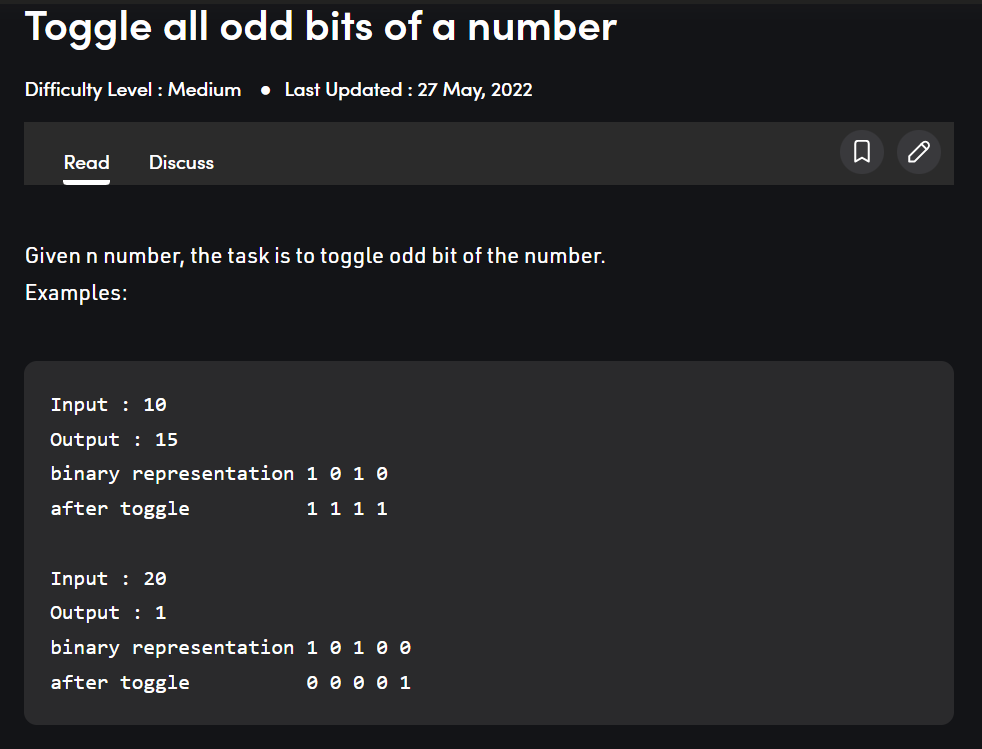 Toggle all odd bits of a number
Difficulty Level : Medium ● Last Updated : 27 May, 2022
Read Discuss
Given n number, the task is to toggle odd bit of the number.
Examples:
Input : 10
Output : 15
binary representation 1 0 1 0
after toggle          1 1 1 1
Input : 20
Output : 1
binary representation 1 0 1 0 0
after toggle          0 0 0 0 1